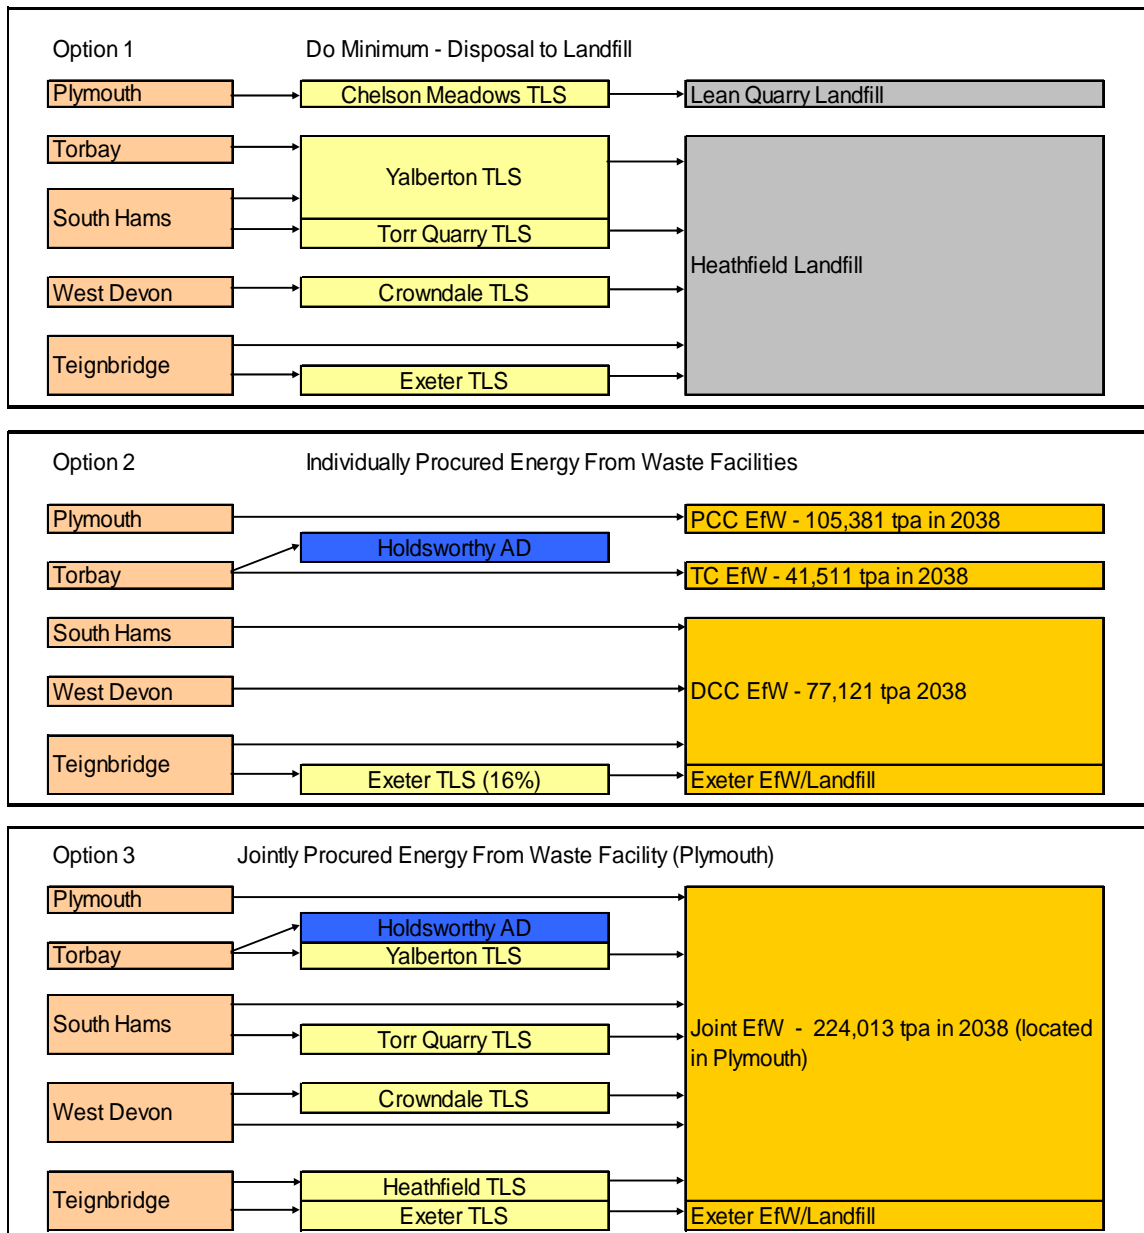 Option 1 Do Minimum - Disposal to Landfill
Plymouth Chelson Meadows TLS Lean Quarry Landfill
Torbay
Yalberton TLS
South Hams
Torr Quarry TLS
Heathfield Landfill
West Devon Crowndale TLS
Teignbridge
Exeter TLS
Option 2 Individually Procured Energy From Waste Facilities
Plymouth PCC EfW - 105,381 tpa in 2038
Holdsworthy AD
Torbay TC EfW - 41,511 tpa in 2038
South Hams
West Devon DCC EfW - 77,121 tpa 2038
Teignbridge
Exeter TLS (16%) Exeter EfW/Landfill
Option 3 Jointly Procured Energy From Waste Facility (Plymouth)
Plymouth
Holdsworthy AD
Torbay Yalberton TLS
South Hams
Torr Quarry TLS
Joint EfW - 224,013 tpa in 2038 (located
in Plymouth)
Crowndale TLS
West Devon
Heathfield TLS
Teignbridge
Exeter TLS Exeter EfW/Landfill